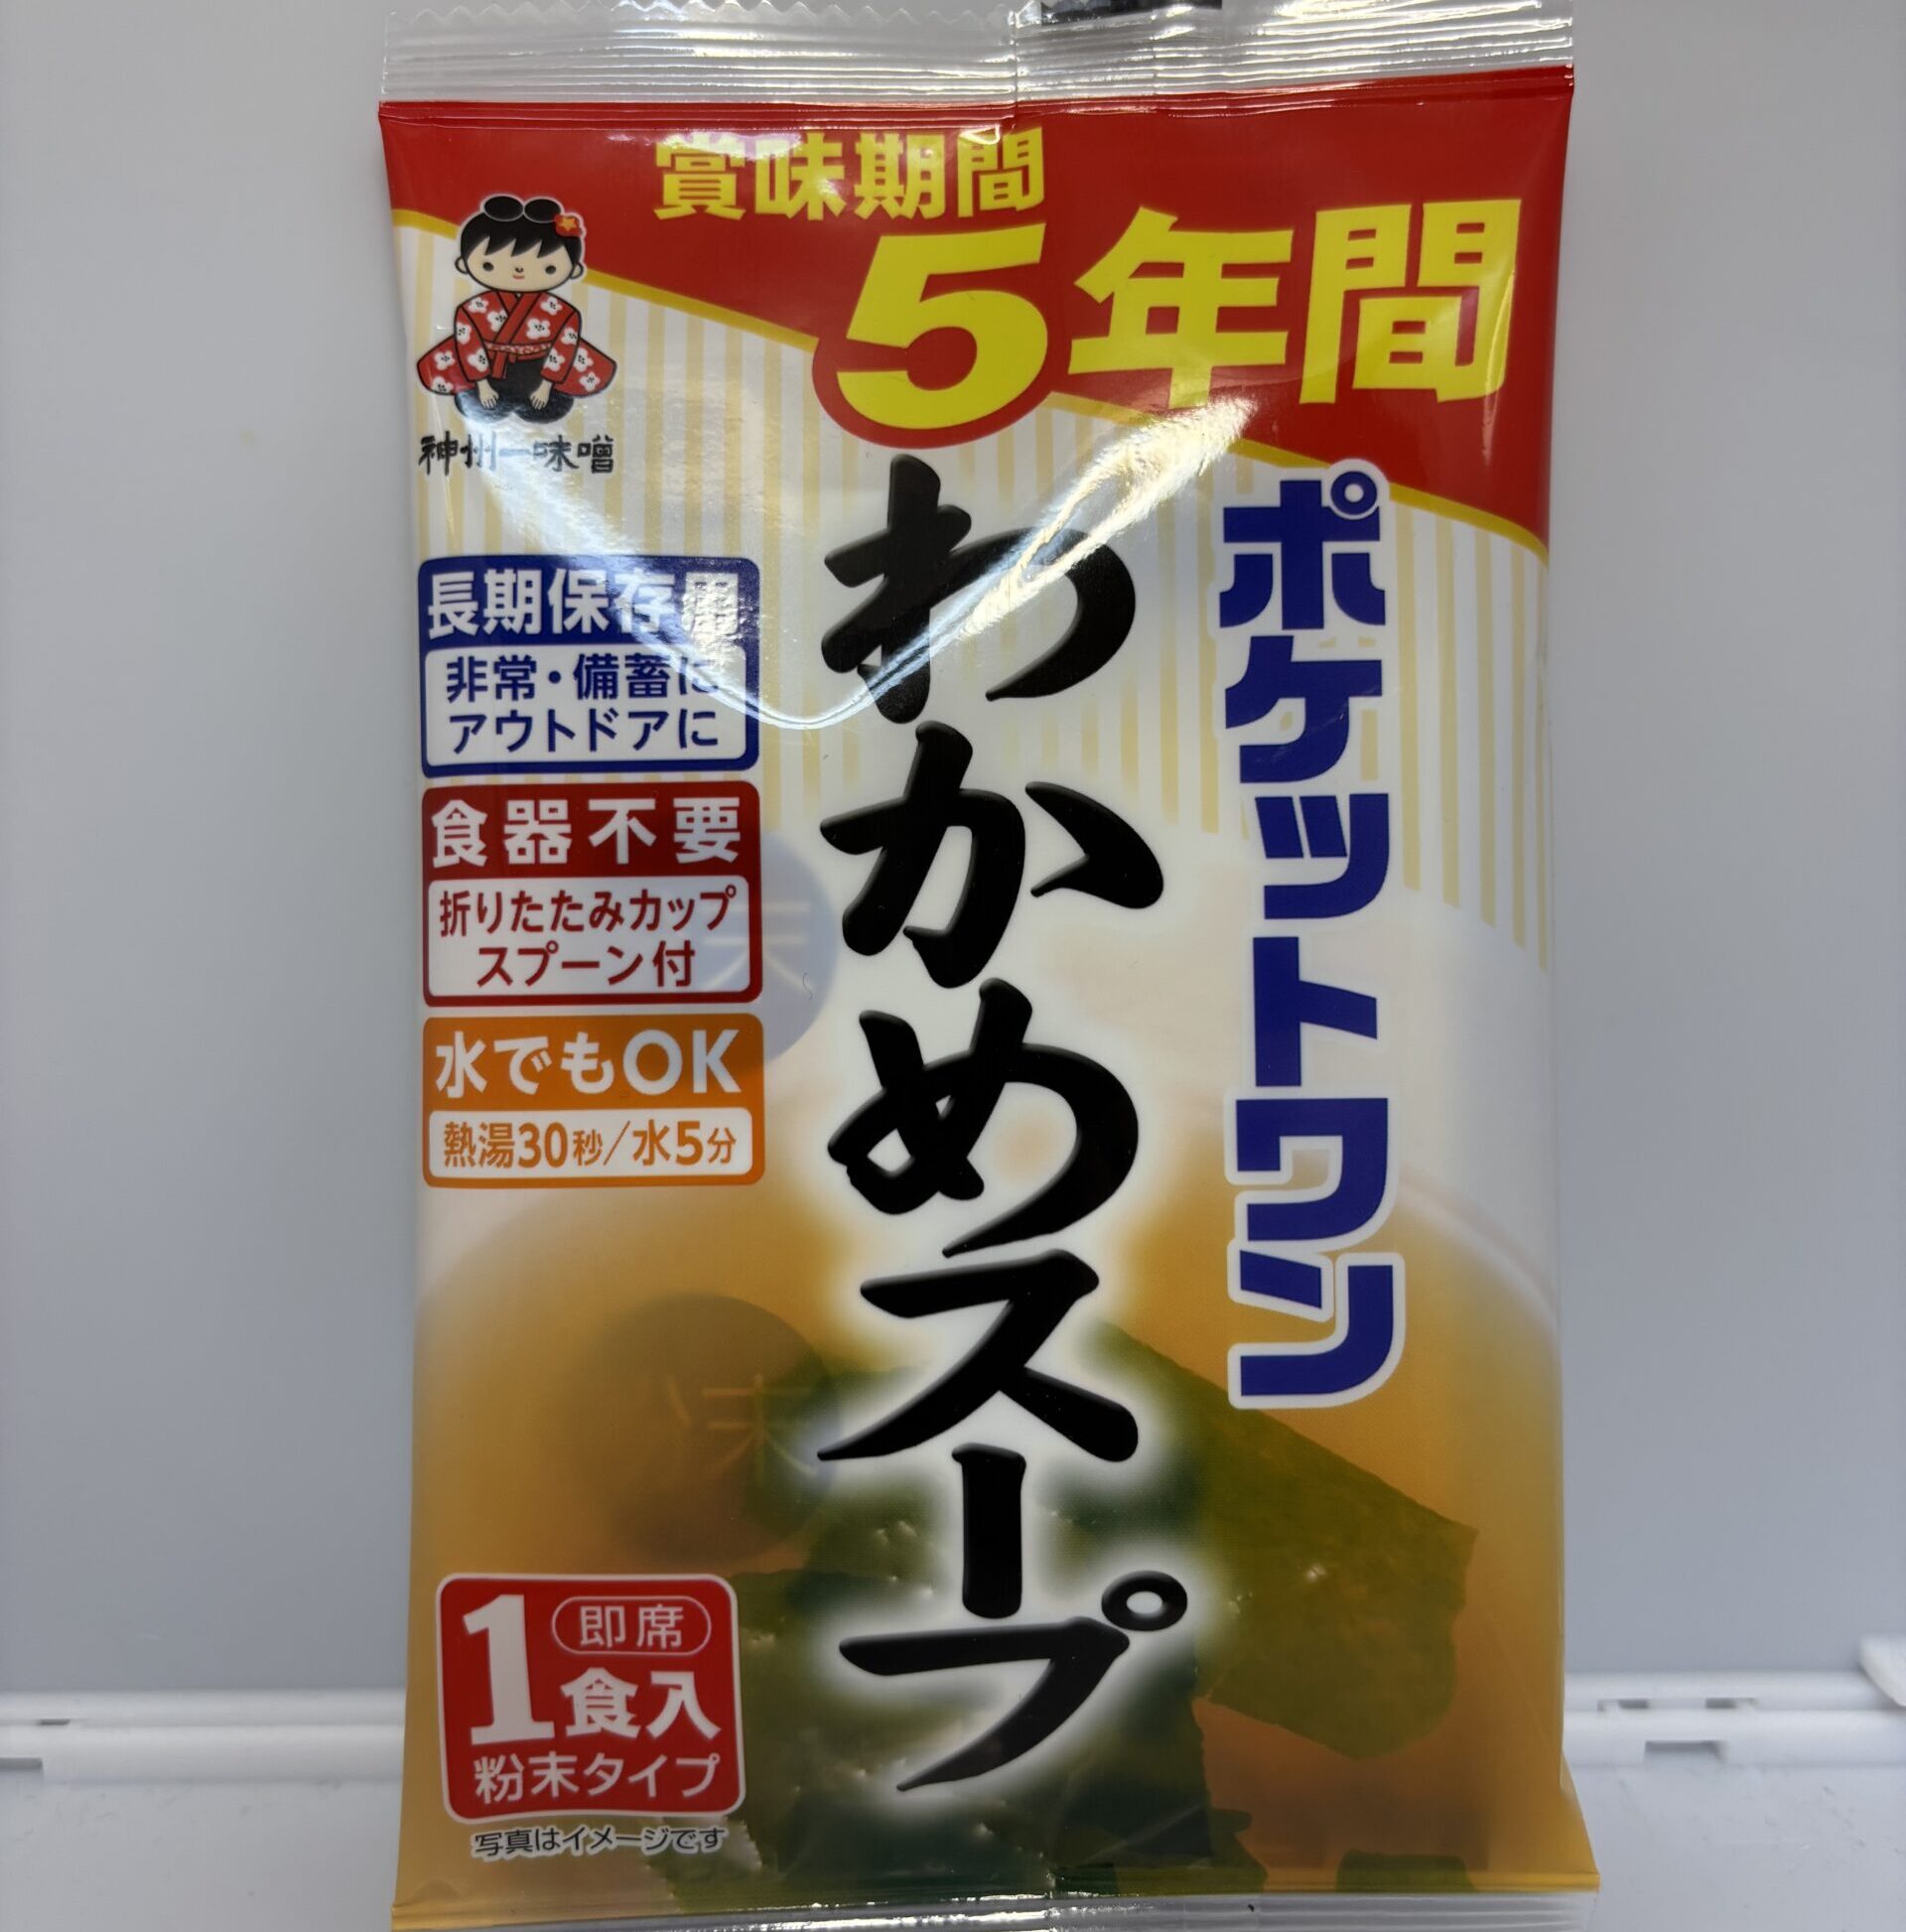 賞味期間
5年間
神州一味噌
ポケットワン
わかめスープ
長期保存用
非常・備蓄に
アウトドアに
食器不要
折りたたみカップ
スプーン付
水でもOK
熱湯30秒/水5分
即席
1食入
粉末タイプ
写真はイメージです